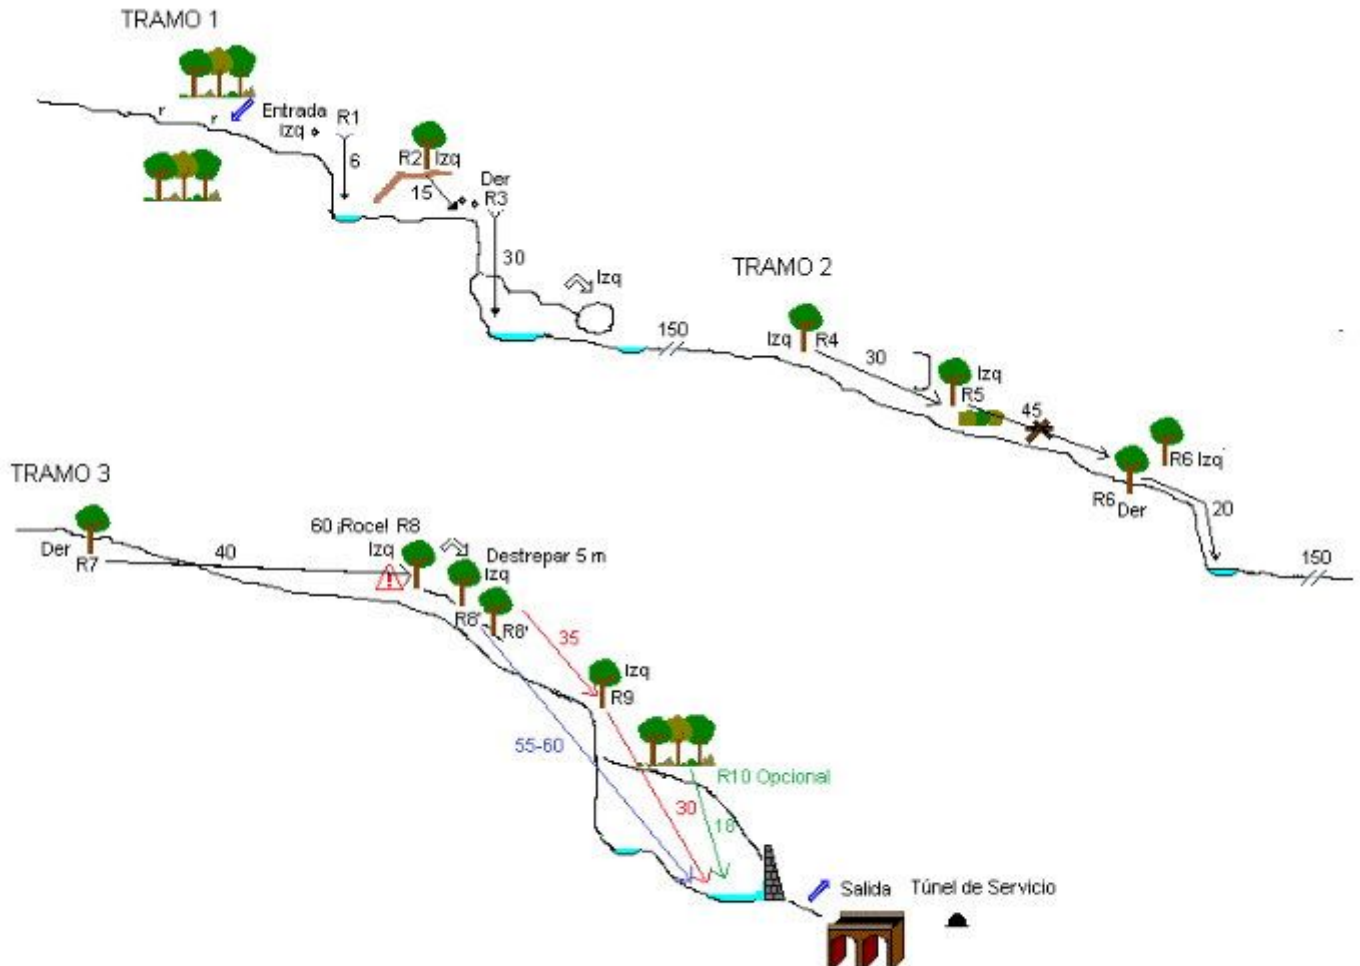 TRAMO 1
r
r
Entrada
Izq
R1
6
R2
Izq
15
Der
R3
30
Izq
150
TRAMO 2
Izq
R4
30
Izq
R5
45
R6 Izq
R6 Der
20
150
TRAMO 3
Der
R7
40
60 ¡Roce! R8
Izq
Destrepar 5 m
Izq
R8'
R8'
35
Izq
R9
55-60
R10 Opcional
30
18
Salida
Túnel de Servicio